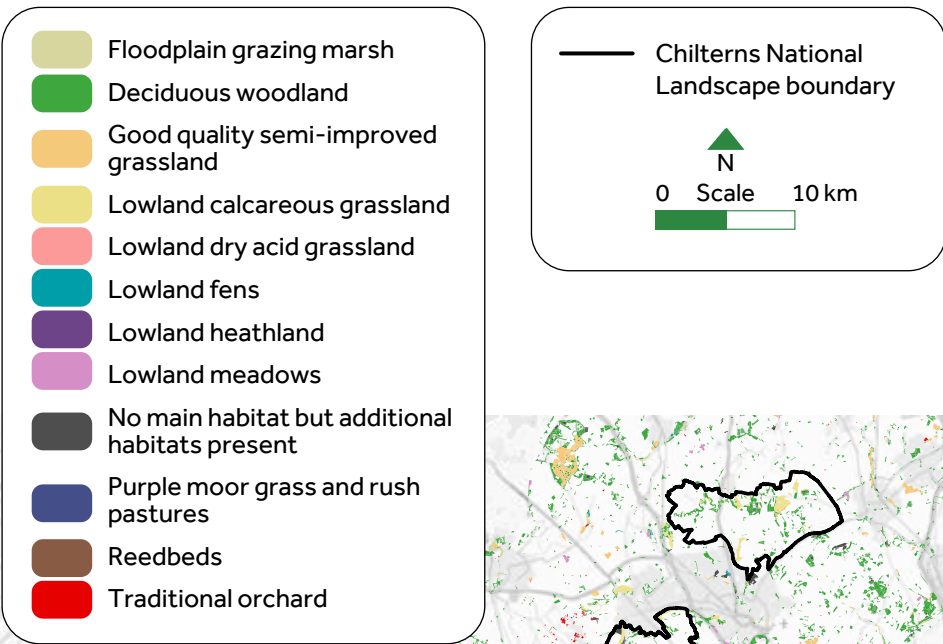 Floodplain grazing marsh
Deciduous woodland
Good quality semi-improved
grassland
Lowland calcareous grassland
Lowland dry acid grassland
Lowland fens
Lowland heathland
Lowland meadows
No main habitat but additional
habitats present
Purple moor grass and rush
pastures
Reedbeds
Traditional orchard
Chilterns National
Landscape boundary
N
0 Scale 10 km